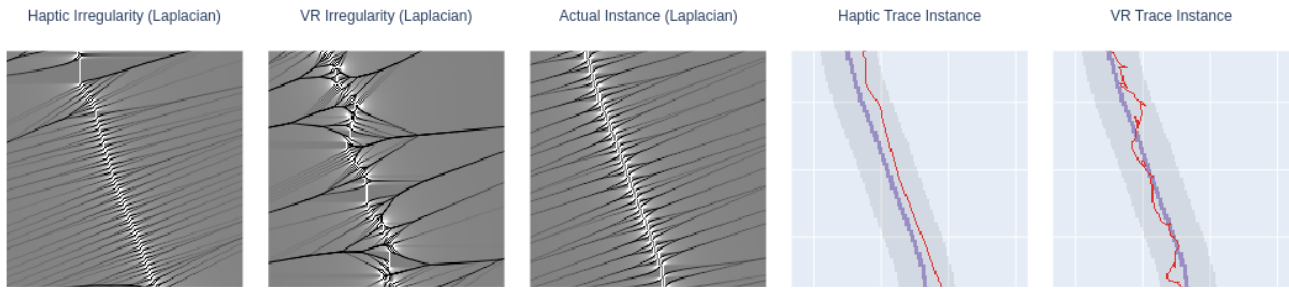 Haptic Irregularity (Laplacian)
VR Irregularity (Laplacian)
Actual Instance (Laplacian)
Haptic Trace Instance
VR Trace Instance